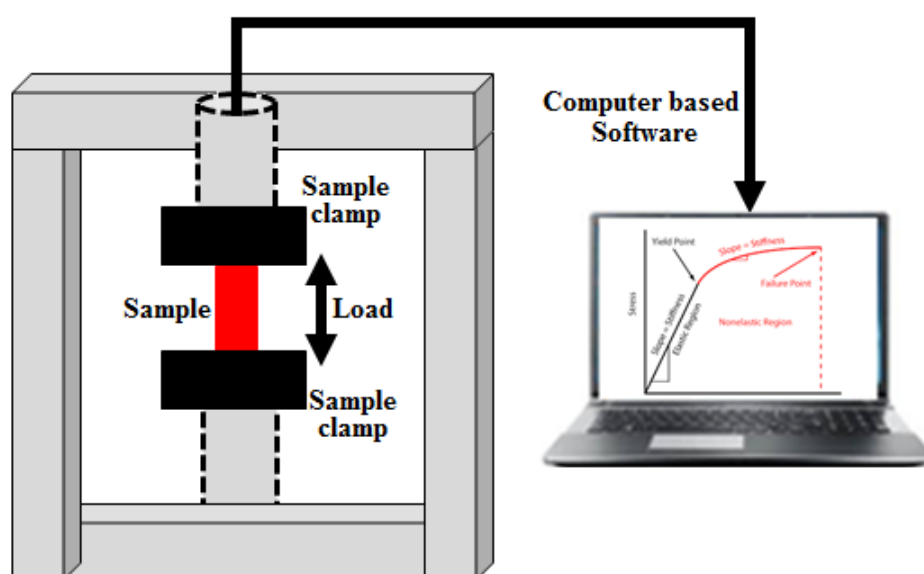 Computer based
Software
Sample
clamp
Sample
Load
Sample
clamp
Yield Point
Slope = Stiffness
Failure Point
Stress
Slope = Stiffness
Elastic Region
Nonelastic Region